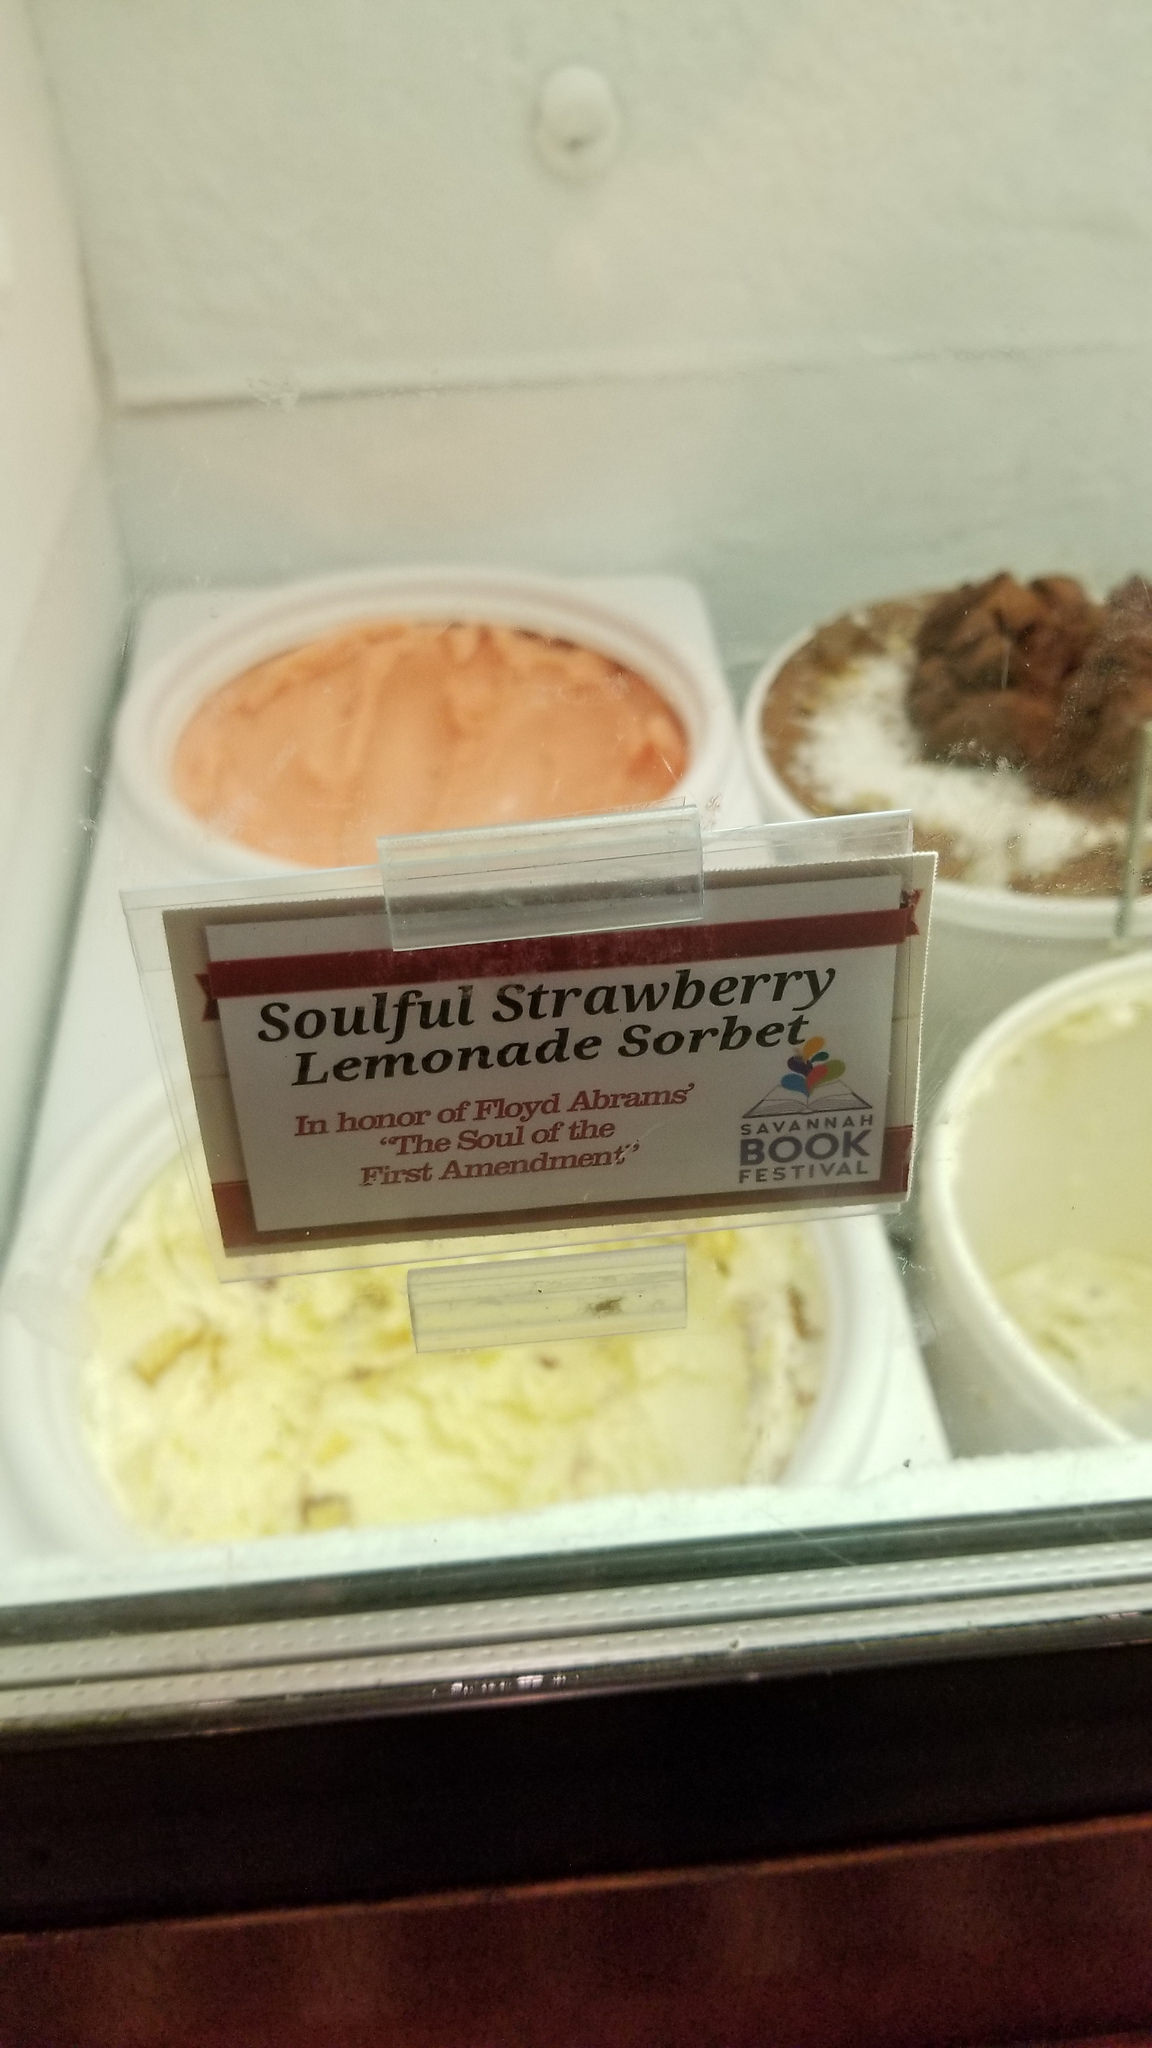 Soulful Strawberry
Lemonade Sorbet
In honor of Floyd Abrams'
“The Soul of the
First Amendment”
SAVANNAH
BOOK
FESTIVAL